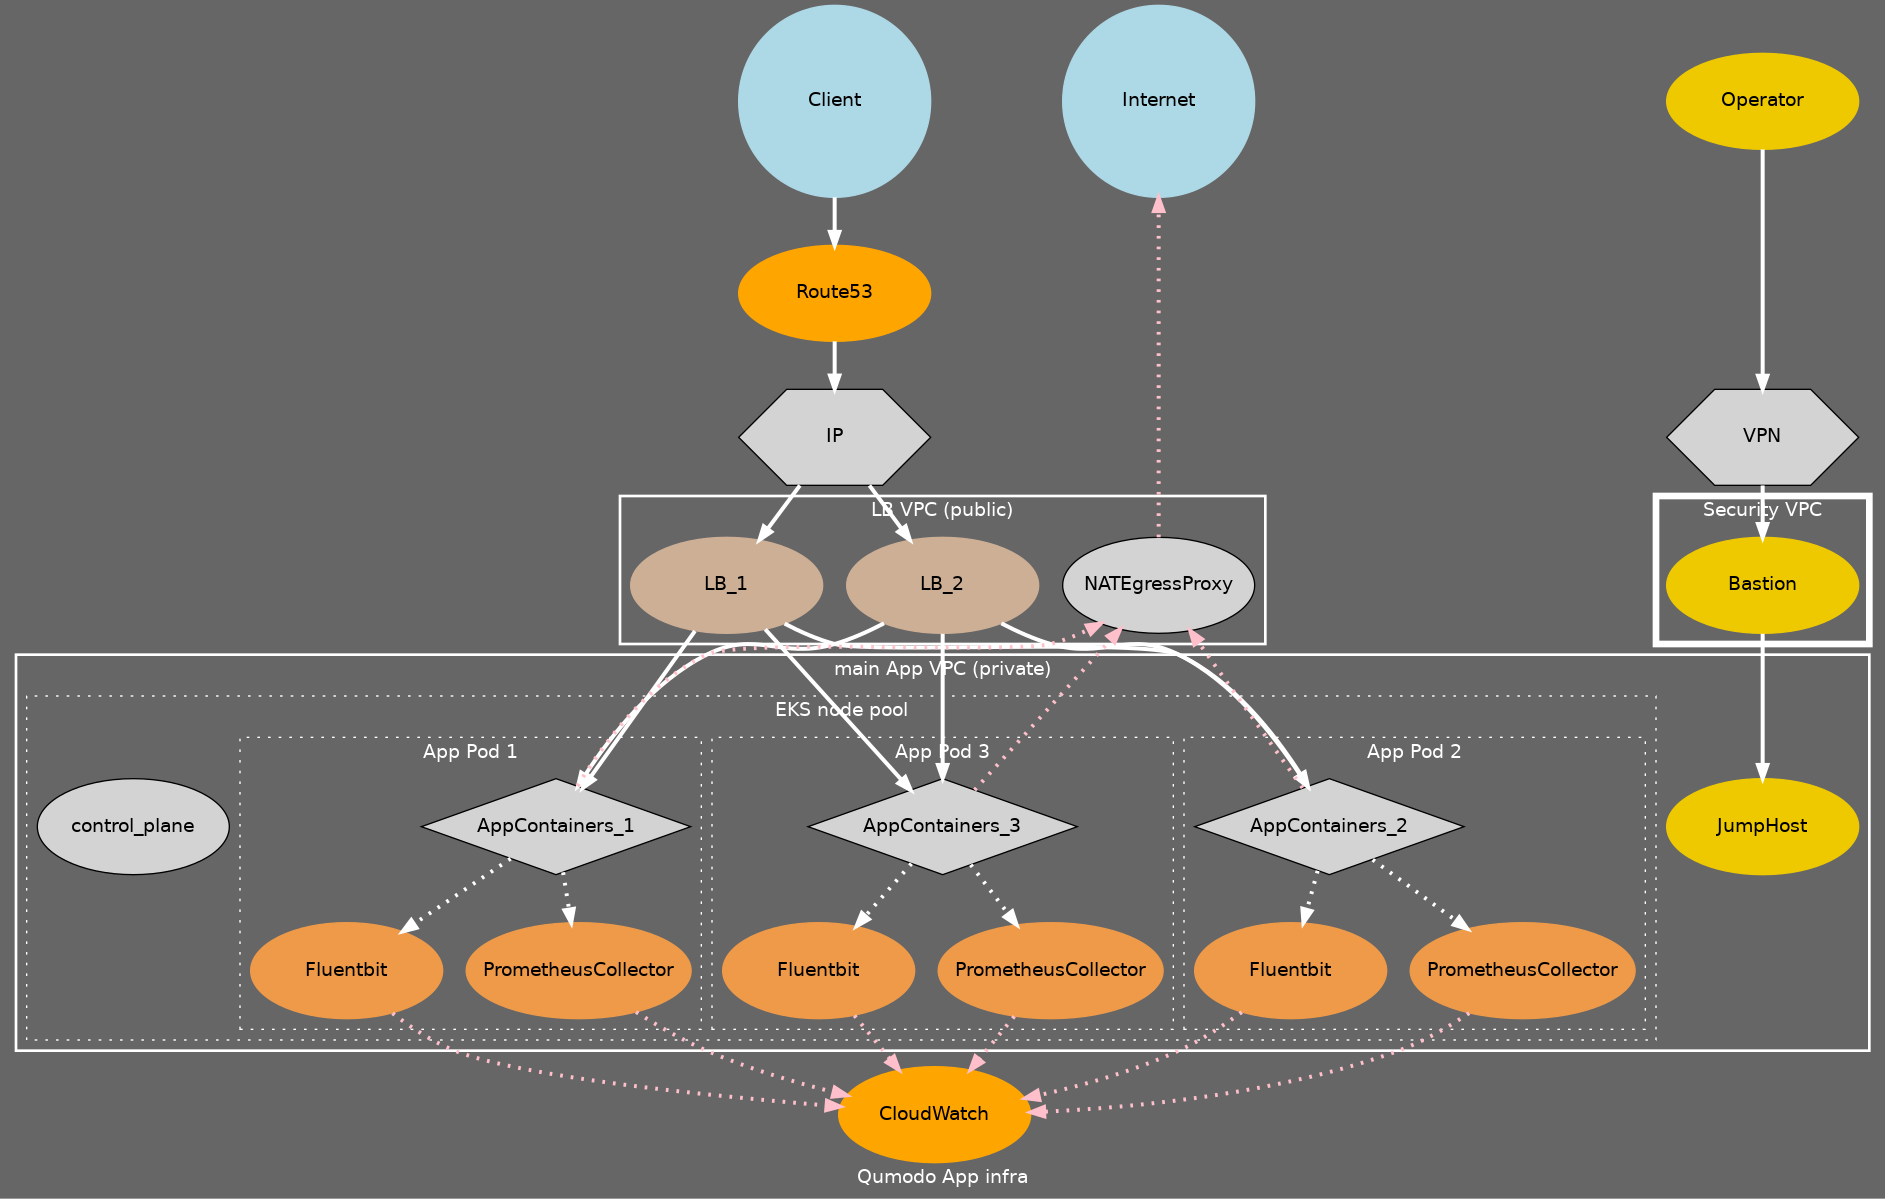 Client
Internet
Operator
Route53
IP
VPN
LB VPC (public)
Security VPC
LB_1
LB_2
NATEgressProxy
Bastion
main App VPC (private)
EKS node pool
App Pod 1
App Pod 3
App Pod 2
control_plane
AppContainers_1
AppContainers_3
AppContainers_2
JumpHost
Fluentbit
PrometheusCollector
Fluentbit
PrometheusCollector
Fluentbit
PrometheusCollector
CloudWatch
Qumodo App infra